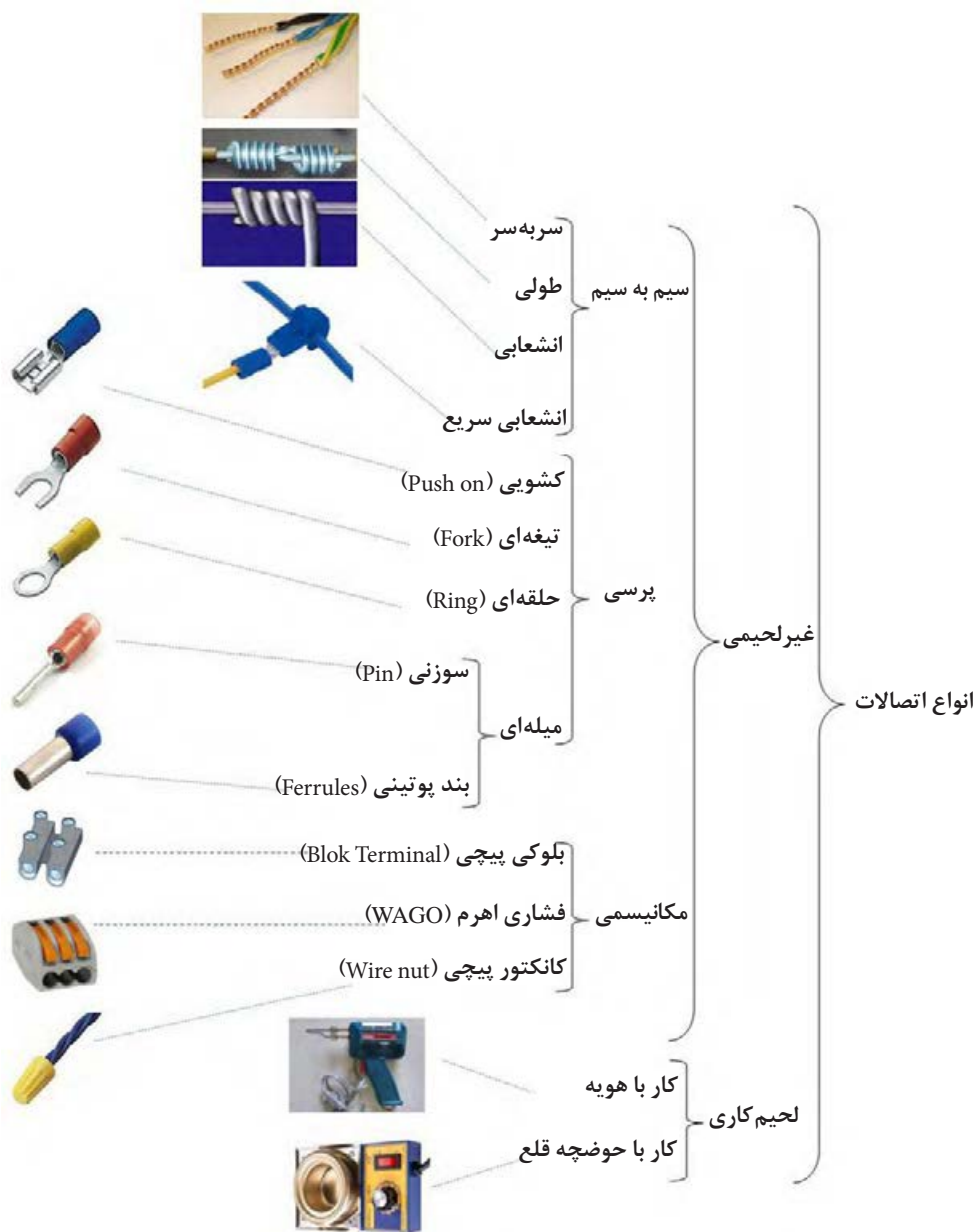 انواع اتصالات
غیرلحیمی
سیم به سیم
سربه‌سر
طولی
انشعابی
انشعابی سریع
پرسی
کشویی (Push on)
تیغه‌ای (Fork)
حلقه‌ای (Ring)
میله‌ای
سوزنی (Pin)
بند پوتینی (Ferrules)
مکانیسمی
بلوکی پیچی (Blok Terminal)
فشاری اهرم (WAGO)
کانکتور پیچی (Wire nut)
لحیم‌کاری
کار با هویه
کار با حوضچه قلع